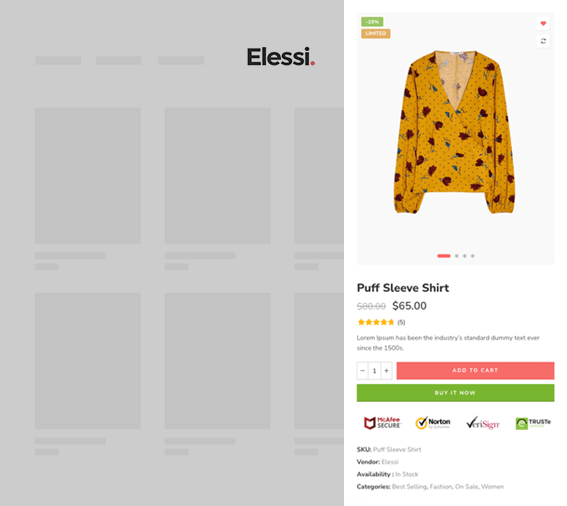 Elessi.
-19%
LIMITED
Puff Sleeve Shirt
$80.00 $65.00
(5)
Lorem Ipsum has been the industry's standard dummy text ever
since the 1500s.
− 1 +
ADD TO CART
BUY IT NOW
McAfee
SECURE
Norton
VeriSign
TRUSTe
SKU: Puff Sleeve Shirt
Vendor: Elessi
Availability : In Stock
Categories: Best Selling, Fashion, On Sale, Women